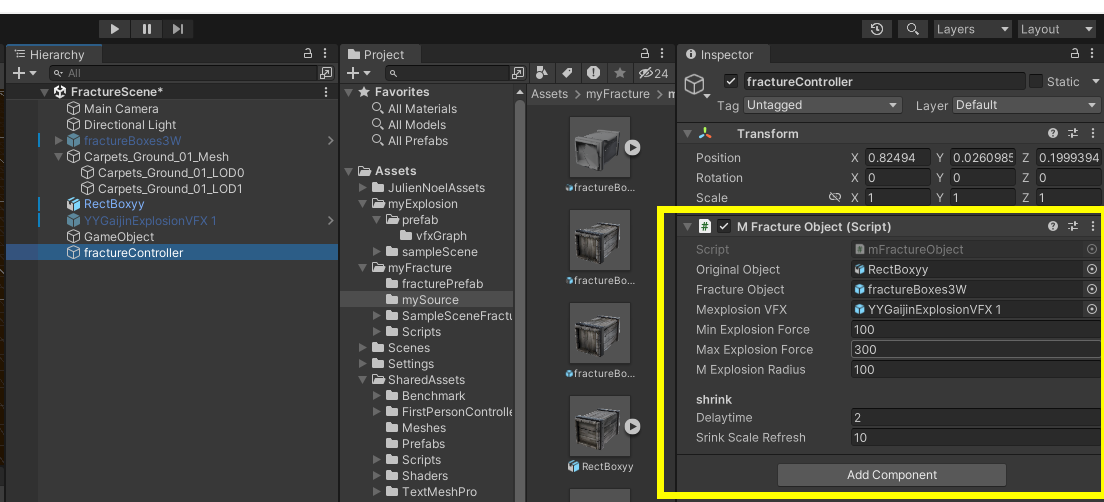 Layers
Layout
Hierarchy
All
FractureScene*
Main Camera
Directional Light
fractureBoxes3W
Carpets_Ground_01_Mesh
Carpets_Ground_01_LOD0
Carpets_Ground_01_LOD1
RectBoxyy
YYGaijinExplosionVFX 1
GameObject
fractureController
Project
24
Favorites
All Materials
All Models
All Prefabs
Assets
JulienNoelAssets
myExplosion
prefab
vfxGraph
sampleScene
myFracture
fracturePrefab
mySource
SampleSceneFractu
Scripts
Scenes
Settings
SharedAssets
Benchmark
FirstPersonControlle
Meshes
Prefabs
Scripts
Shaders
TextMeshPro
Assets > myFracture > m
fractureBo...
fractureBo...
fractureBo...
RectBoxyy
Inspector
fractureController Static
Tag Untagged Layer Default
Transform
Position X 0.82494 Y 0.0260985 Z 0.1999394
Rotation X 0 Y 0 Z 0
Scale X 1 Y 1 Z 1
# M Fracture Object (Script)
Script mFractureObject
Original Object RectBoxyy
Fracture Object fractureBoxes3W
Mexplosion VFX YYGaijinExplosionVFX 1
Min Explosion Force 100
Max Explosion Force 300
M Explosion Radius 100
shrink
Delaytime 2
Srink Scale Refresh 10
Add Component